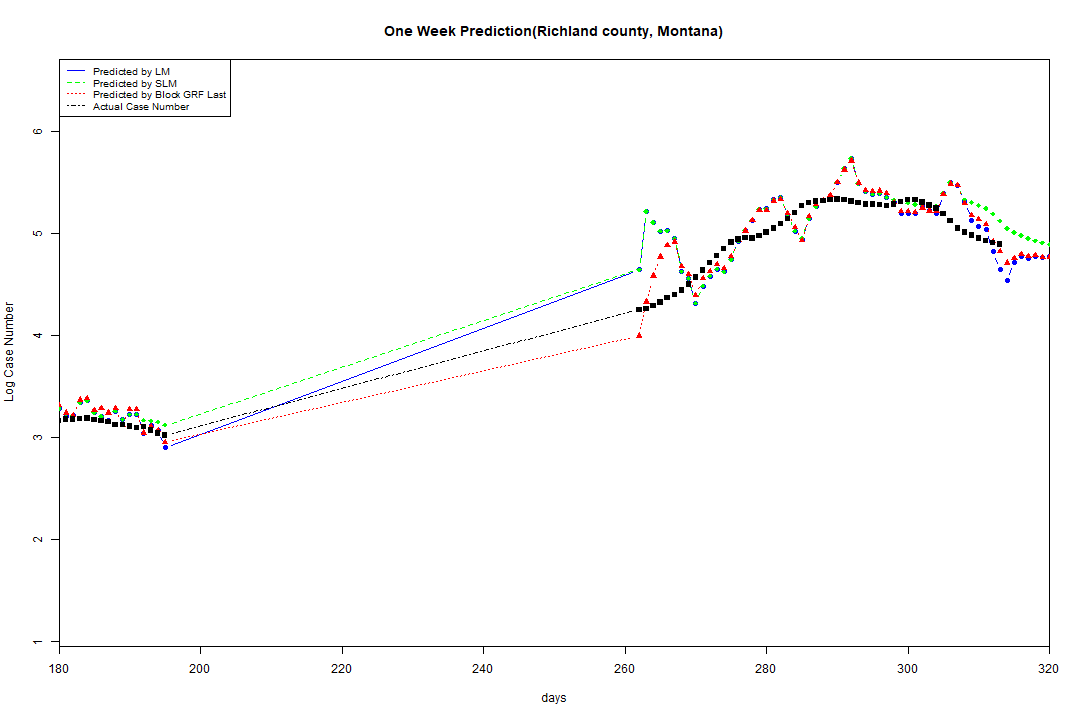 One Week Prediction(Richland county, Montana)
Predicted by LM
Predicted by SLM
Predicted by Block GRF Last
Actual Case Number
6
5
4
3
2
1
Log Case Number
180 200 220 240 260 280 300 320
days